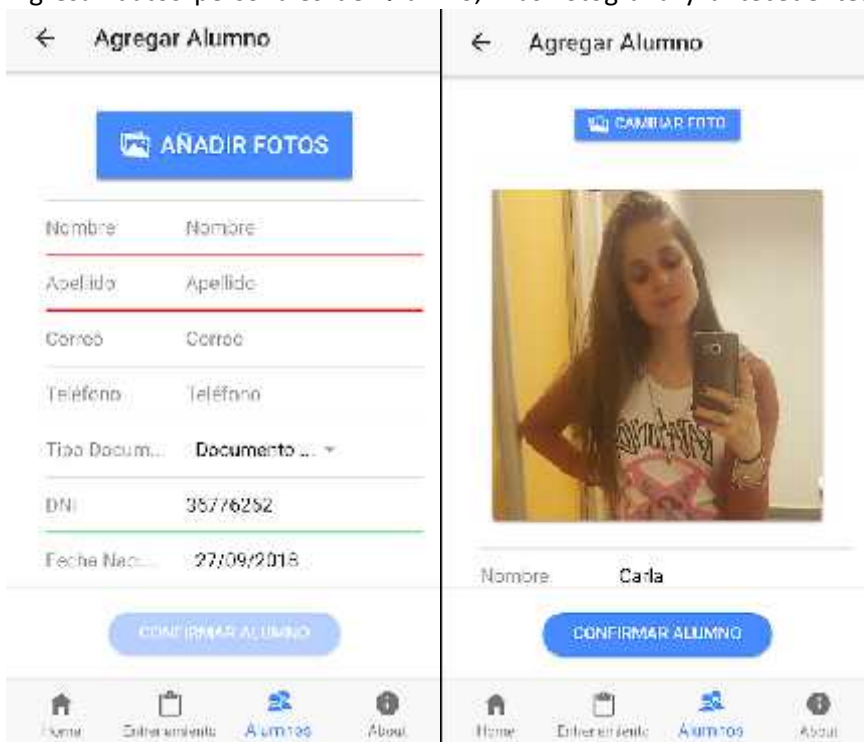 ← Agregar Alumno
AÑADIR FOTOS
Nombre Nombre
Apellido Apellido
Correo Correo
Teléfono Teléfono
Tipo Docum... Documento ...
DNI 36776262
Fecha Naci... 27/09/2018
CONFIRMAR ALUMNO
Home Entrenamiento Alumnos About
← Agregar Alumno
CAMBIAR FOTO
Nombre Carla
CONFIRMAR ALUMNO
Home Entrenamiento Alumnos About